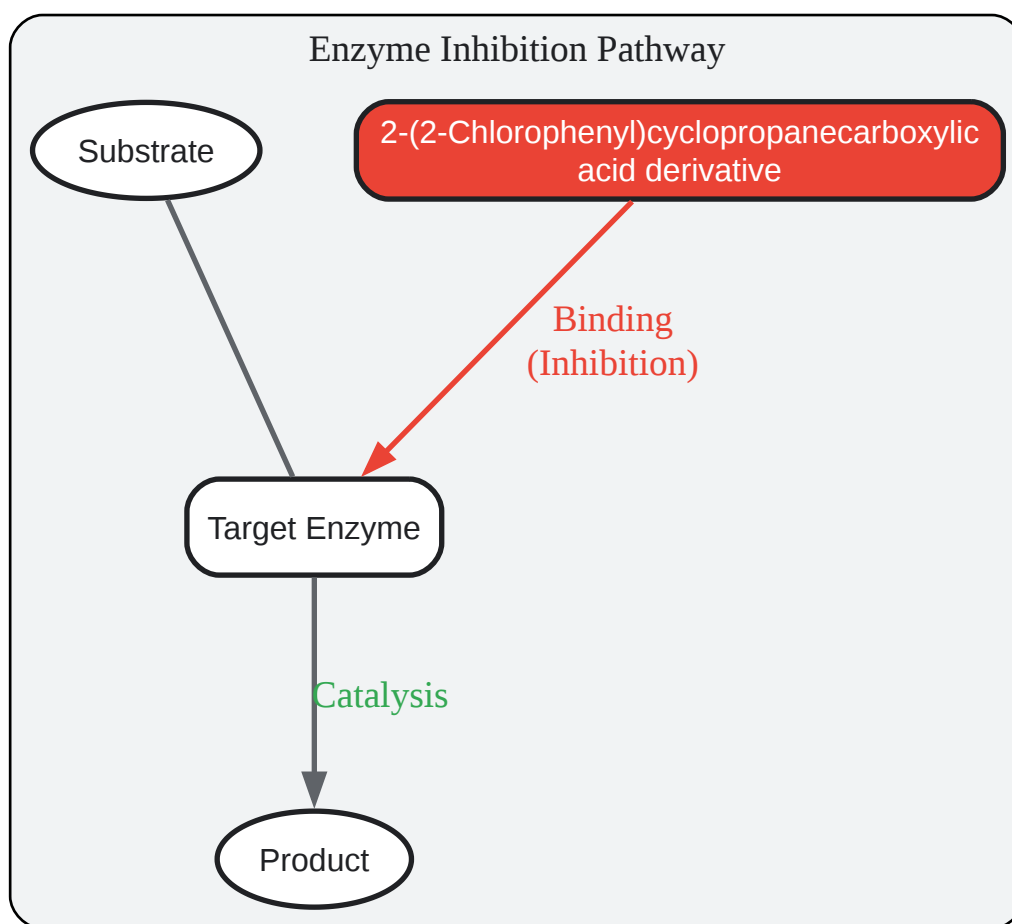 Enzyme Inhibition Pathway
Substrate
2-(2-Chlorophenyl)cyclopropanecarboxylic
acid derivative
Binding
(Inhibition)
Target Enzyme
Catalysis
Product